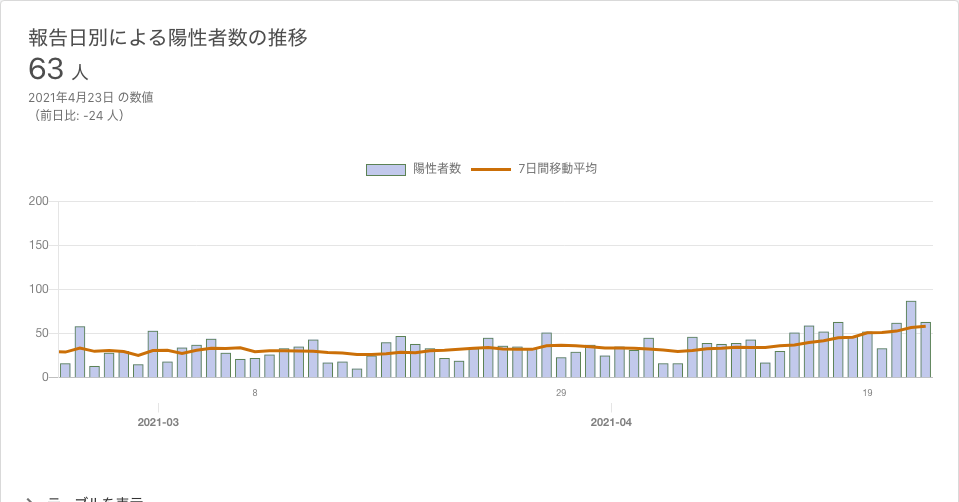 報告日別による陽性者数の推移
63 人
2021年4月23日 の数値
（前日比: -24 人）
陽性者数 7日間移動平均
200
150
100
50
0
8 29 19
2021-03 2021-04
テーブルを表示